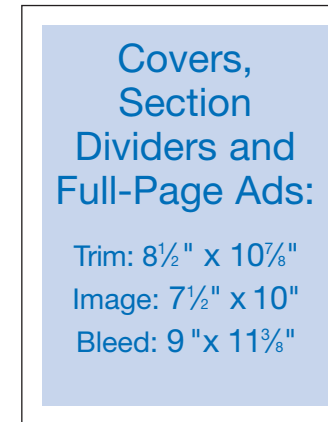 Covers,
Section
Dividers and
Full-Page Ads:
Trim: 8½" x 10⅞"
Image: 7½" x 10"
Bleed: 9 "x 11⅜"